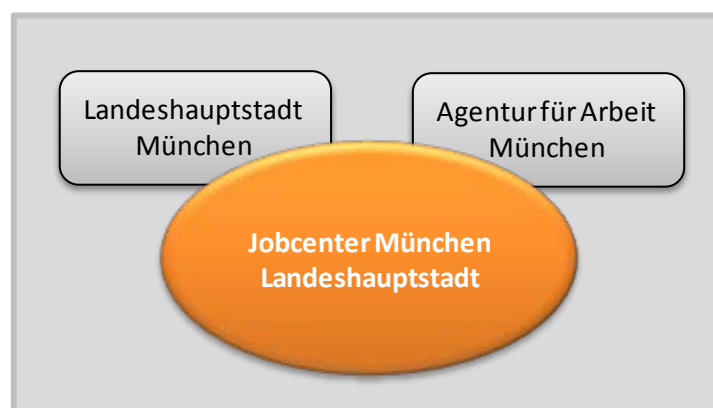 Landeshauptstadt
München
Agentur für Arbeit
München
Jobcenter München
Landeshauptstadt